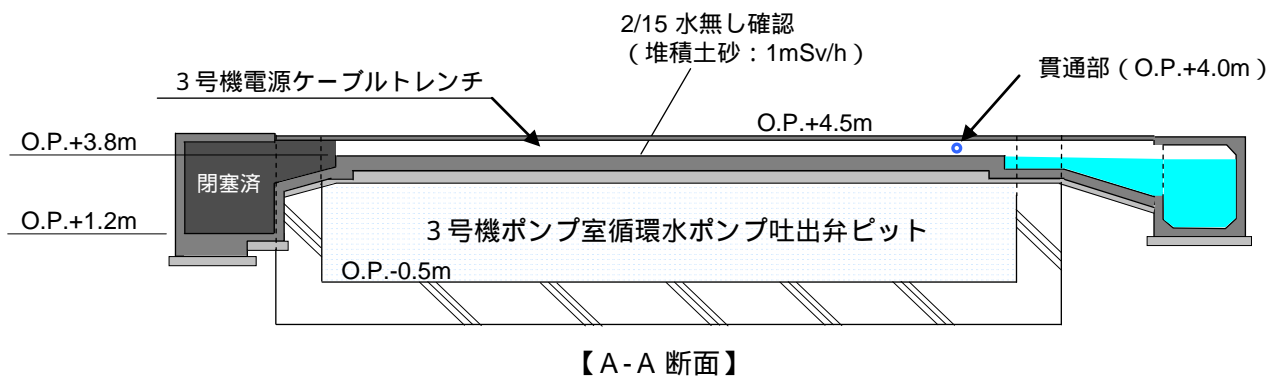 2/15 水無し確認
（堆積土砂：1mSv/h）
貫通部（O.P.+4.0m）
３号機電源ケーブルトレンチ
O.P.+4.5m
O.P.+3.8m
閉塞済
O.P.+1.2m
３号機ポンプ室循環水ポンプ吐出弁ピット
O.P.-0.5m
【A-A 断面】